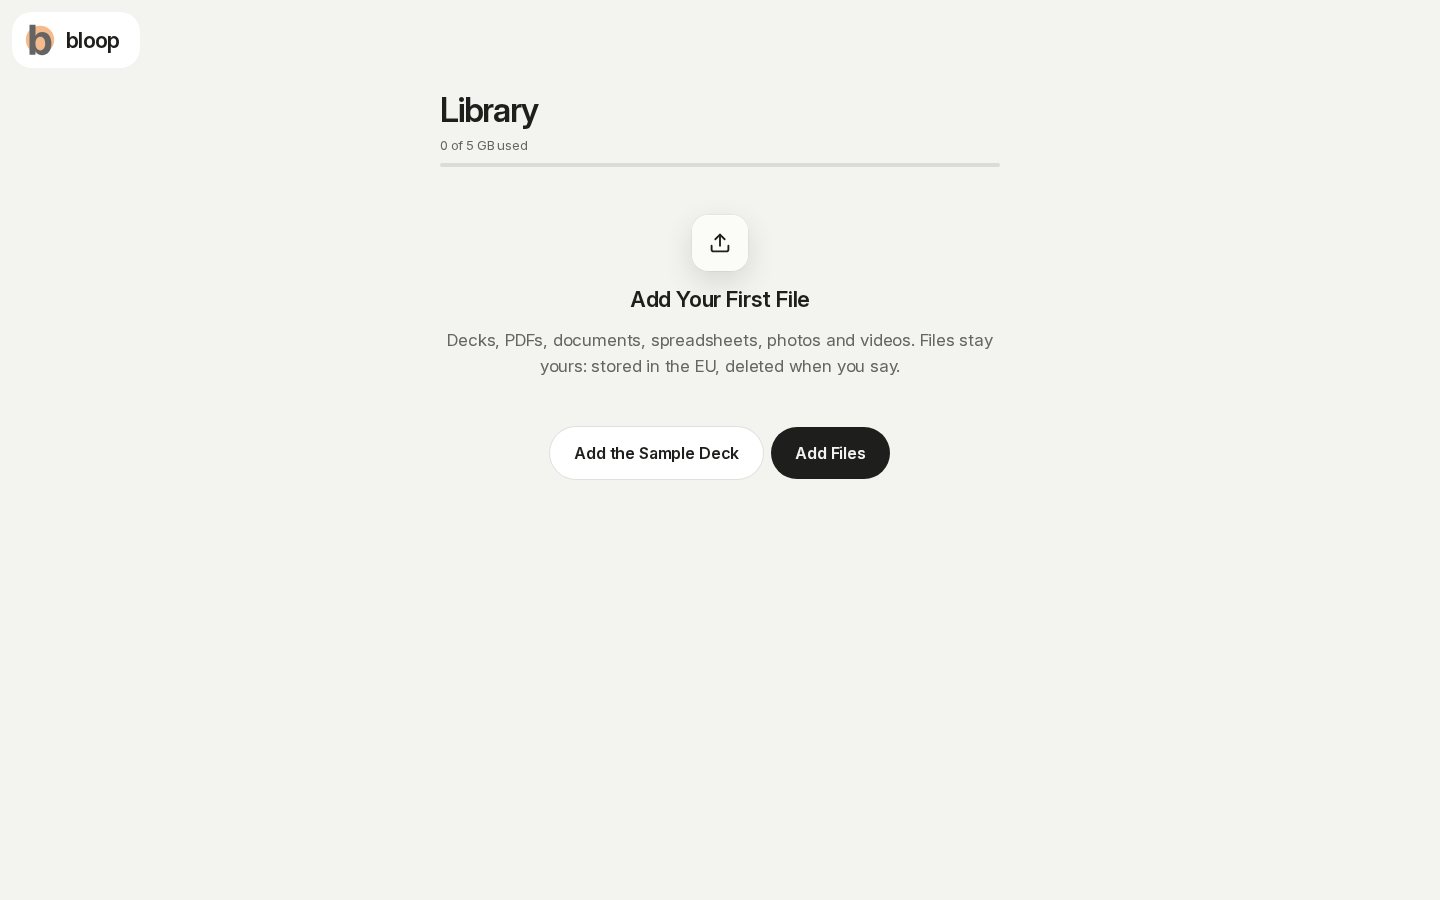 b bloop
Library
0 of 5 GB used
Add Your First File
Decks, PDFs, documents, spreadsheets, photos and videos. Files stay
yours: stored in the EU, deleted when you say.
Add the Sample Deck
Add Files